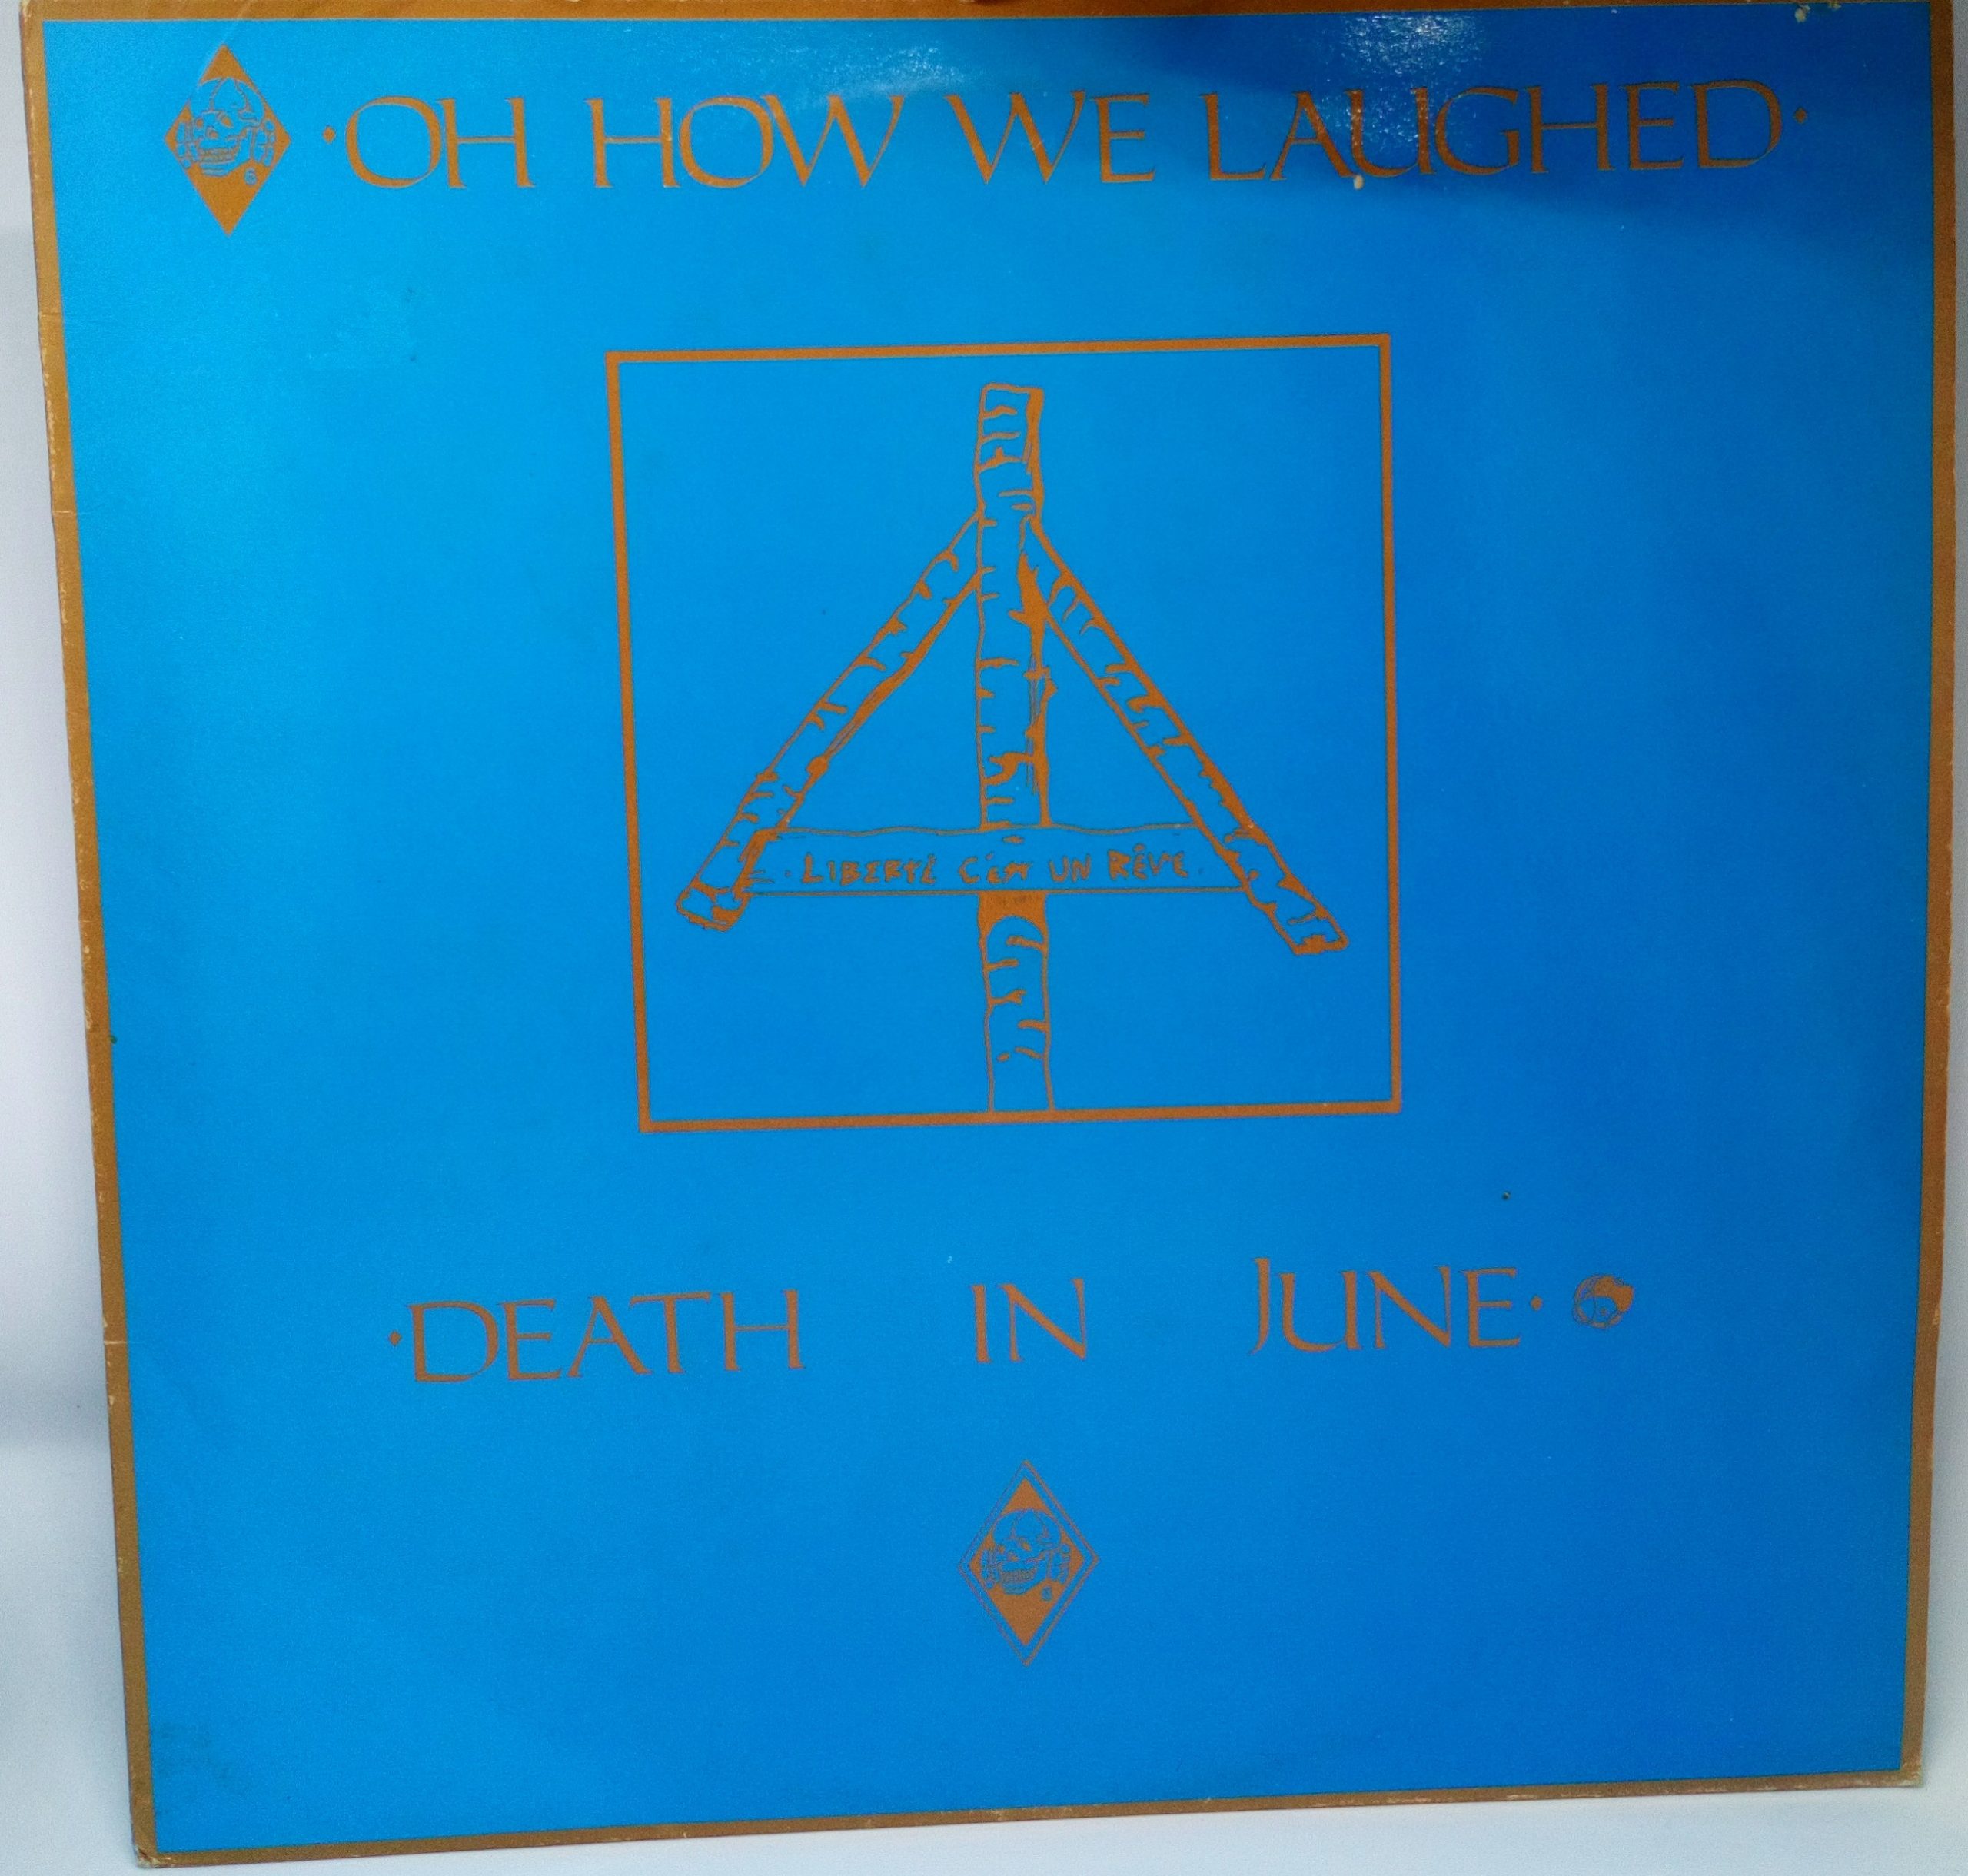 ·OH HOW WE LAUGHED·
·LIBERTÉ C'EST UN RÊVE.
·DEATH IN JUNE·